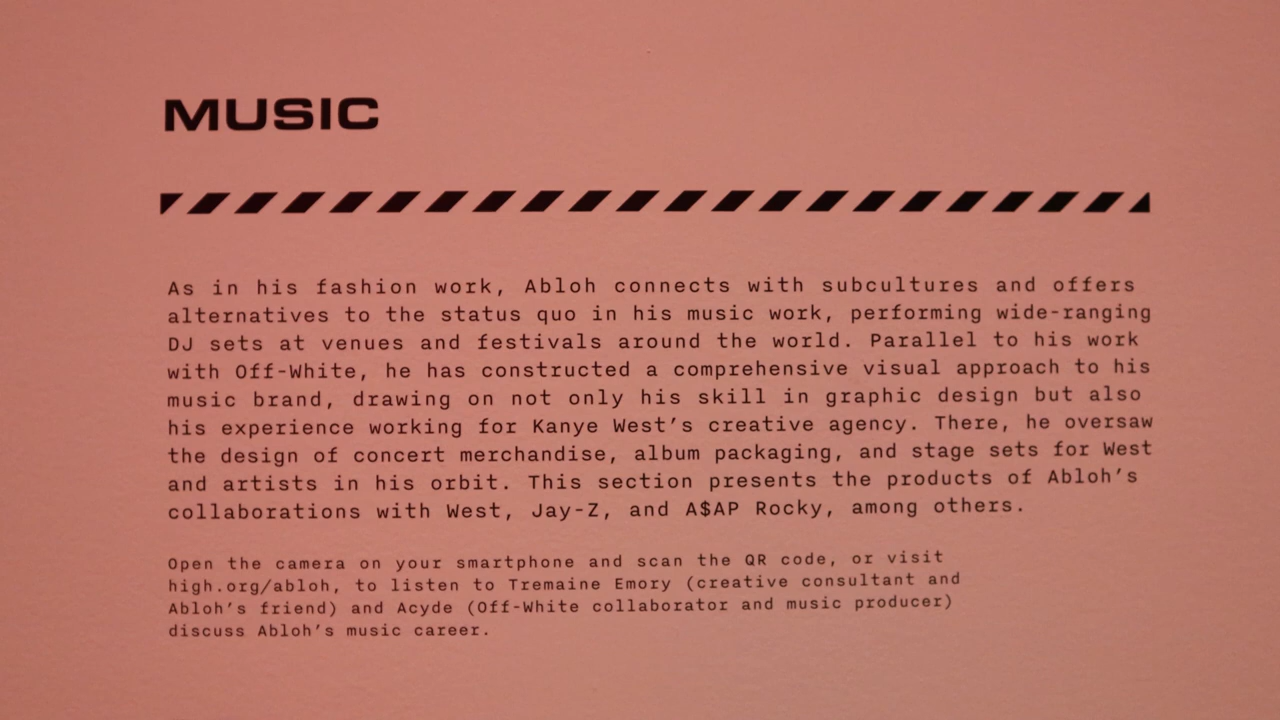 MUSIC
As in his fashion work, Abloh connects with subcultures and offers
alternatives to the status quo in his music work, performing wide-ranging
DJ sets at venues and festivals around the world. Parallel to his work
with Off-White, he has constructed a comprehensive visual approach to his
music brand, drawing on not only his skill in graphic design but also
his experience working for Kanye West’s creative agency. There, he oversaw
the design of concert merchandise, album packaging, and stage sets for West
and artists in his orbit. This section presents the products of Abloh’s
collaborations with West, Jay-Z, and A$AP Rocky, among others.
Open the camera on your smartphone and scan the QR code, or visit
high.org/abloh, to listen to Tremaine Emory (creative consultant and
Abloh’s friend) and Acyde (Off-White collaborator and music producer)
discuss Abloh’s music career.